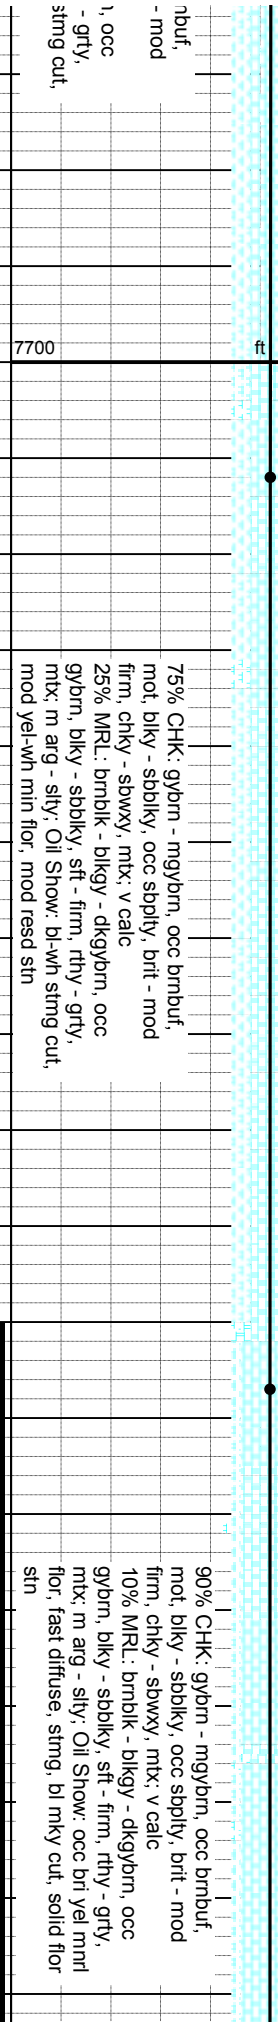 nbuf,
- mod
, occ
- grty,
stmg cut,
7700
ft
75% CHK: gybrn - mgybrn, occ brnbuf,
mot, blky - sbblky, occ sbplty, brit - mod
firm, chky - sbwxy, mtx; v calc
25% MRL: brnblk - blkgy - dkgybrn, occ
gybrn, blky - sbblky, sft - firm, rthy - grty,
mtx; m arg - slty; Oil Show: bl-wh stmg cut,
mod yel-wh min flor, mod resd stn
90% CHK: gybrn - mgybrn, occ brnbuf,
mot, blky - sbblky, occ sbplty, brit - mod
firm, chky - sbwxy, mtx; v calc
10% MRL: brnblk - blkgy - dkgybrn, occ
gybrn, blky - sbblky, sft - firm, rthy - grty,
mtx; m arg - slty; Oil Show: occ bri yel mnrl
flor, fast diffuse, stmg, bl mky cut, solid flor
stn